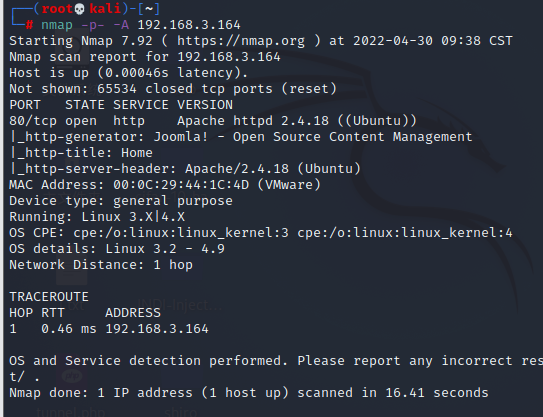 (root💀kali)-[~]
# nmap -p- -A 192.168.3.164
Starting Nmap 7.92 ( https://nmap.org ) at 2022-04-30 09:38 CST
Nmap scan report for 192.168.3.164
Host is up (0.00046s latency).
Not shown: 65534 closed tcp ports (reset)
PORT   STATE SERVICE VERSION
80/tcp open  http    Apache httpd 2.4.18 ((Ubuntu))
|_http-generator: Joomla! - Open Source Content Management
|_http-title: Home
|_http-server-header: Apache/2.4.18 (Ubuntu)
MAC Address: 00:0C:29:44:1C:4D (VMware)
Device type: general purpose
Running: Linux 3.X|4.X
OS CPE: cpe:/o:linux:linux_kernel:3 cpe:/o:linux:linux_kernel:4
OS details: Linux 3.2 - 4.9
Network Distance: 1 hop
TRACEROUTE
HOP RTT     ADDRESS
1   0.46 ms 192.168.3.164
OS and Service detection performed. Please report any incorrect res
t/ .
Nmap done: 1 IP address (1 host up) scanned in 16.41 seconds